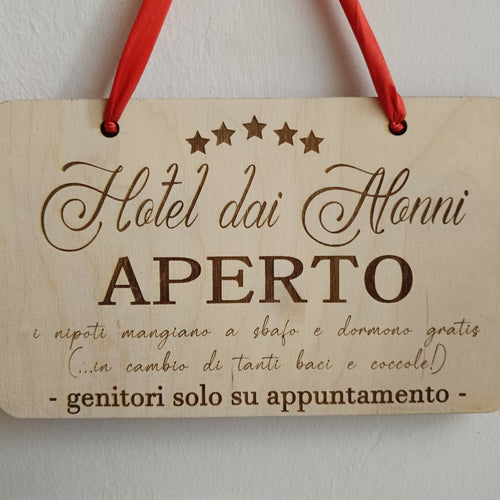 Hotel dai Nonni
APERTO
i nipoti mangiano a sbafo e dormono gratis
(...in cambio di tanti baci e coccole!)
- genitori solo su appuntamento -